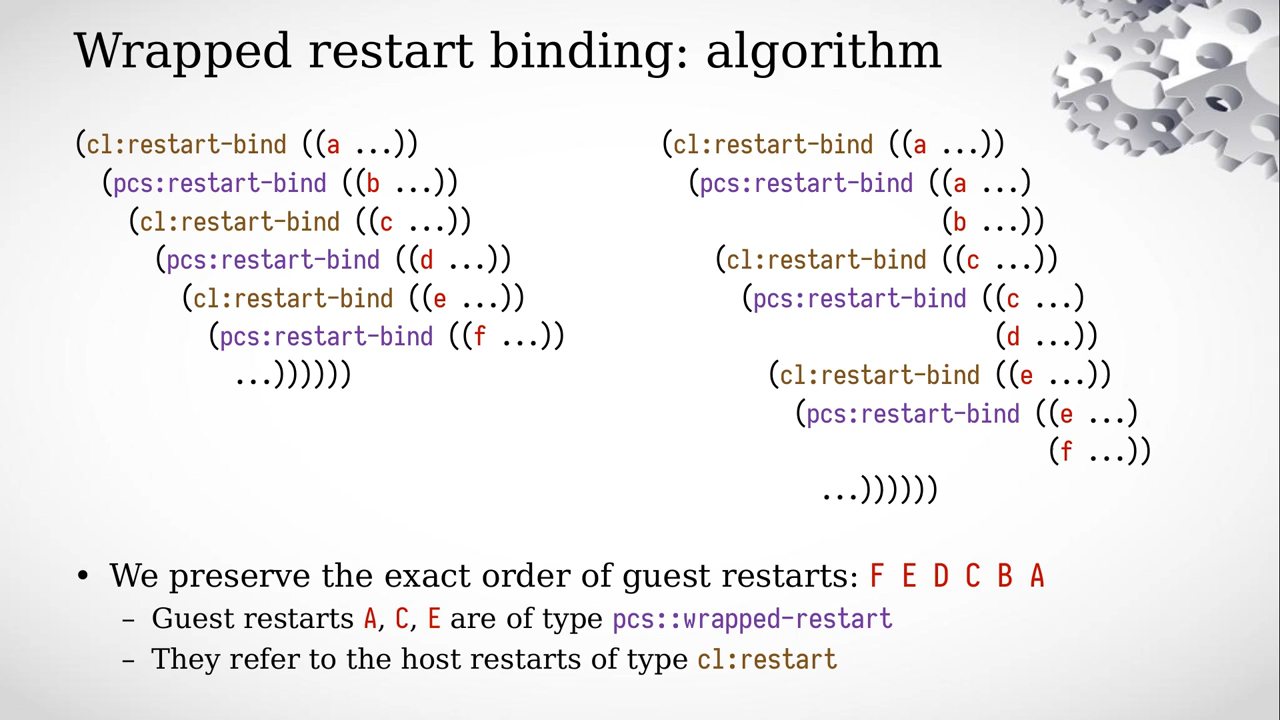 Wrapped restart binding: algorithm
(cl:restart-bind ((a ...))
(pcs:restart-bind ((b ...))
(cl:restart-bind ((c ...))
(pcs:restart-bind ((d ...))
(cl:restart-bind ((e ...))
(pcs:restart-bind ((f ...))
...))))))
(cl:restart-bind ((a ...))
(pcs:restart-bind ((a ...)
(b ...))
(cl:restart-bind ((c ...))
(pcs:restart-bind ((c ...)
(d ...))
(cl:restart-bind ((e ...))
(pcs:restart-bind ((e ...)
(f ...))
...))))))
• We preserve the exact order of guest restarts: F E D C B A
– Guest restarts A, C, E are of type pcs::wrapped-restart
– They refer to the host restarts of type cl:restart